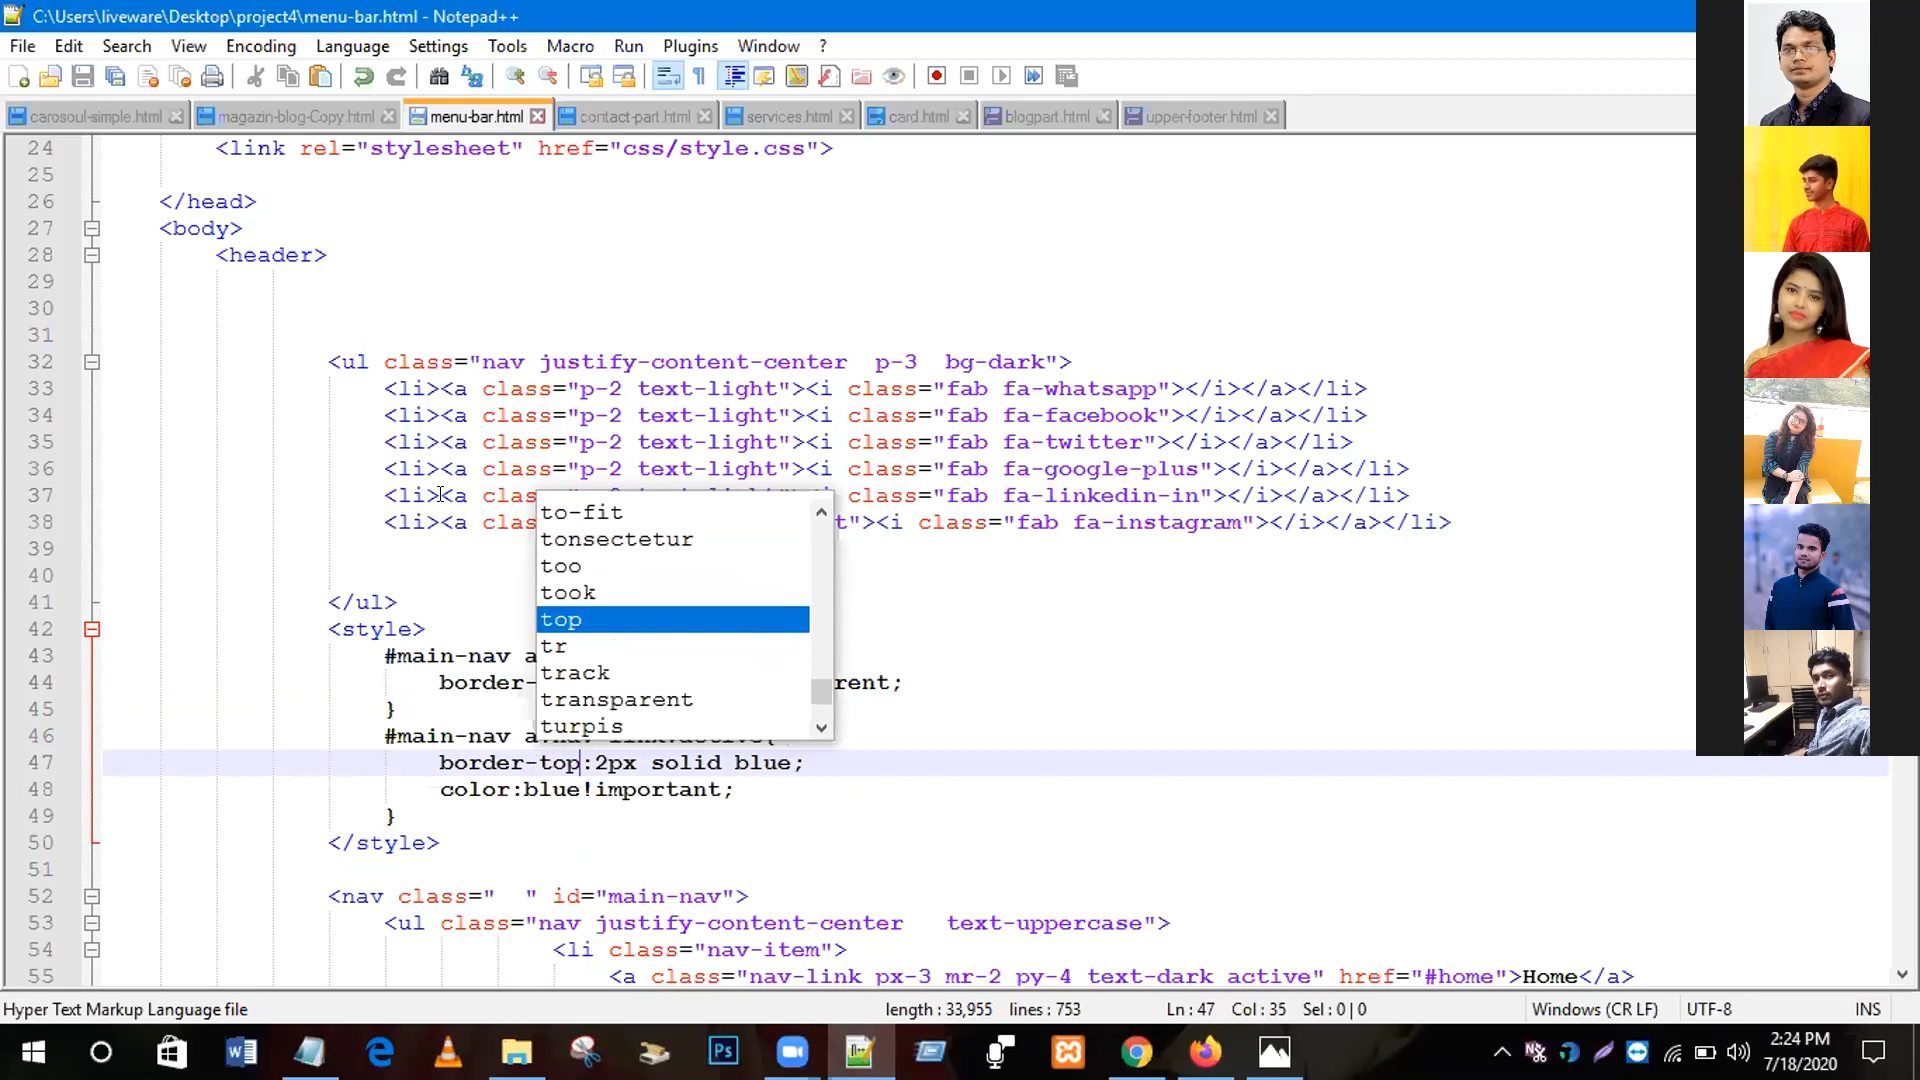 C:\Users\liveware\Desktop\project4\menu-bar.html - Notepad++
File Edit Search View Encoding Language Settings Tools Macro Run Plugins Window ?
carosoul-simple.html magazin-blog-Copy.html menu-bar.html contact-part.html services.html card.html blogpart.html upper-footer.html
24 <link rel="stylesheet" href="css/style.css">
25
26 </head>
27 <body>
28 <header>
29
30
31
32 <ul class="nav justify-content-center p-3 bg-dark">
33 <li><a class="p-2 text-light"><i class="fab fa-whatsapp"></i></a></li>
34 <li><a class="p-2 text-light"><i class="fab fa-facebook"></i></a></li>
35 <li><a class="p-2 text-light"><i class="fab fa-twitter"></i></a></li>
36 <li><a class="p-2 text-light"><i class="fab fa-google-plus"></i></a></li>
37 <li><a clas = "fab fa-linkedin-in"></i></a></li>
38 <li><a clas t"><i class="fab fa-instagram"></i></a></li>
39
40
41 </ul>
42 <style>
43 #main-nav a
44 border- rent;
45 }
46 #main-nav a
47 border-top:2px solid blue;
48 color:blue!important;
49 }
50 </style>
51
52 <nav class=" " id="main-nav">
53 <ul class="nav justify-content-center text-uppercase">
54 <li class="nav-item">
55 <a class="nav-link px-3 mr-2 py-4 text-dark active" href="#home">Home</a>
to-fit
tonsectetur
too
took
top
tr
track
transparent
turpis
Hyper Text Markup Language file length : 33,955 lines : 753 Ln : 47 Col : 35 Sel : 0 | 0 Windows (CR LF) UTF-8 INS
2:24 PM
7/18/2020